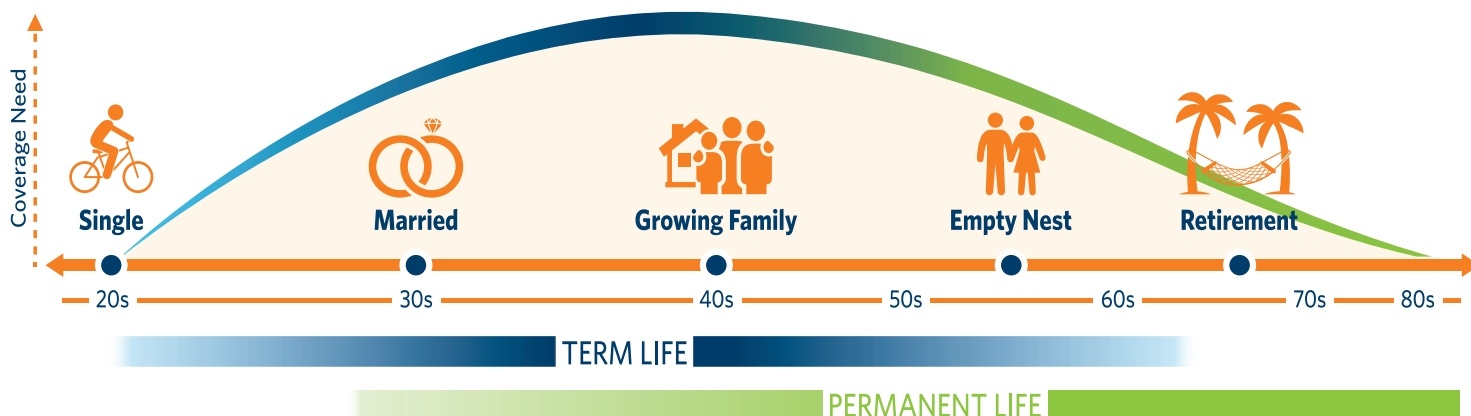 Coverage Need
Single
Married
Growing Family
Empty Nest
Retirement
20s
30s
40s
50s
60s
70s
80s
TERM LIFE
PERMANENT LIFE